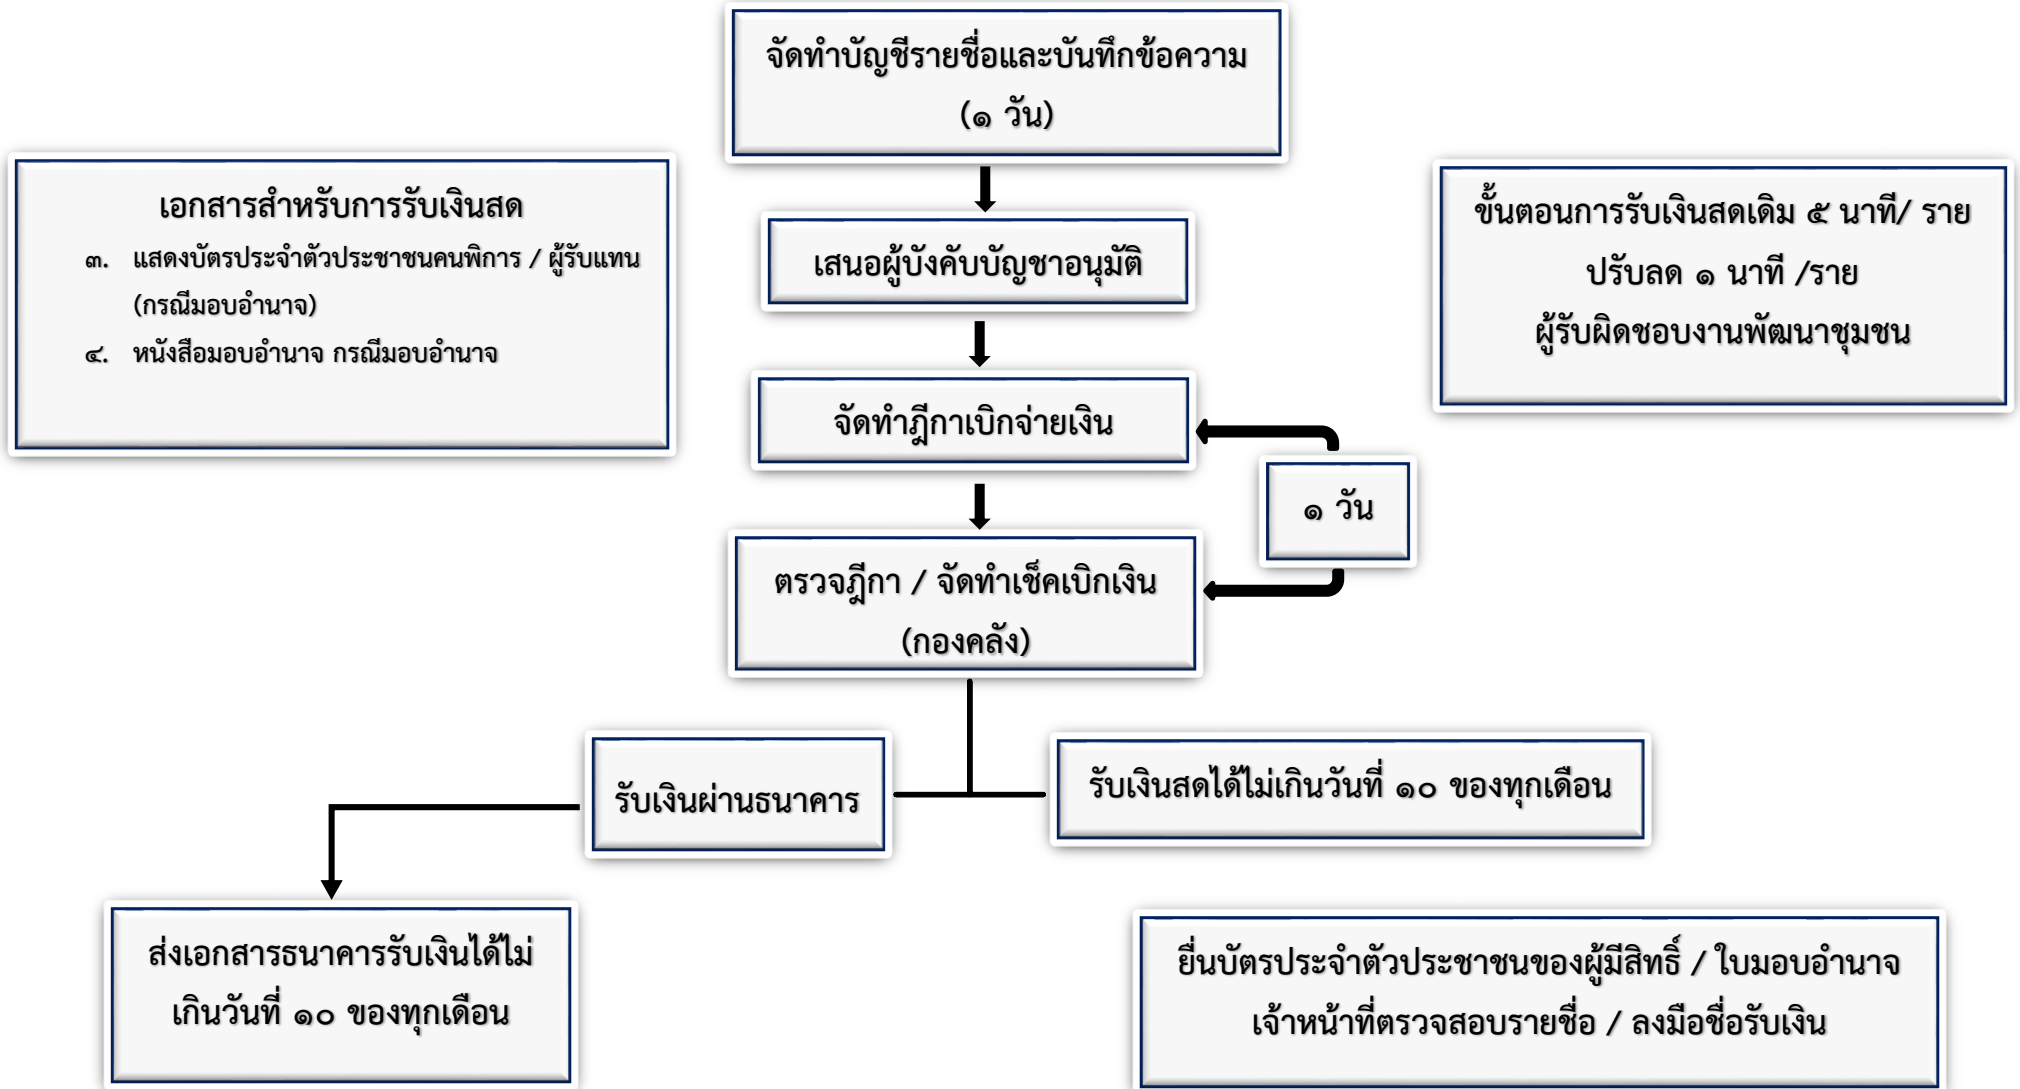 จัดทำบัญชีรายชื่อและบันทึกข้อความ
(๑ วัน)
เอกสารสำหรับการรับเงินสด
๓. แสดงบัตรประจำตัวประชาชนคนพิการ / ผู้รับแทน
(กรณีมอบอำนาจ)
๔. หนังสือมอบอำนาจ กรณีมอบอำนาจ
ขั้นตอนการรับเงินสดเดิม ๕ นาที/ ราย
ปรับลด ๑ นาที /ราย
ผู้รับผิดชอบงานพัฒนาชุมชน
เสนอผู้บังคับบัญชาอนุมัติ
จัดทำฎีกาเบิกจ่ายเงิน
๑ วัน
ตรวจฎีกา / จัดทำเช็คเบิกเงิน
(กองคลัง)
รับเงินผ่านธนาคาร
รับเงินสดได้ไม่เกินวันที่ ๑๐ ของทุกเดือน
ส่งเอกสารธนาคารรับเงินได้ไม่
เกินวันที่ ๑๐ ของทุกเดือน
ยื่นบัตรประจำตัวประชาชนของผู้มีสิทธิ์ / ใบมอบอำนาจ
เจ้าหน้าที่ตรวจสอบรายชื่อ / ลงมือชื่อรับเงิน